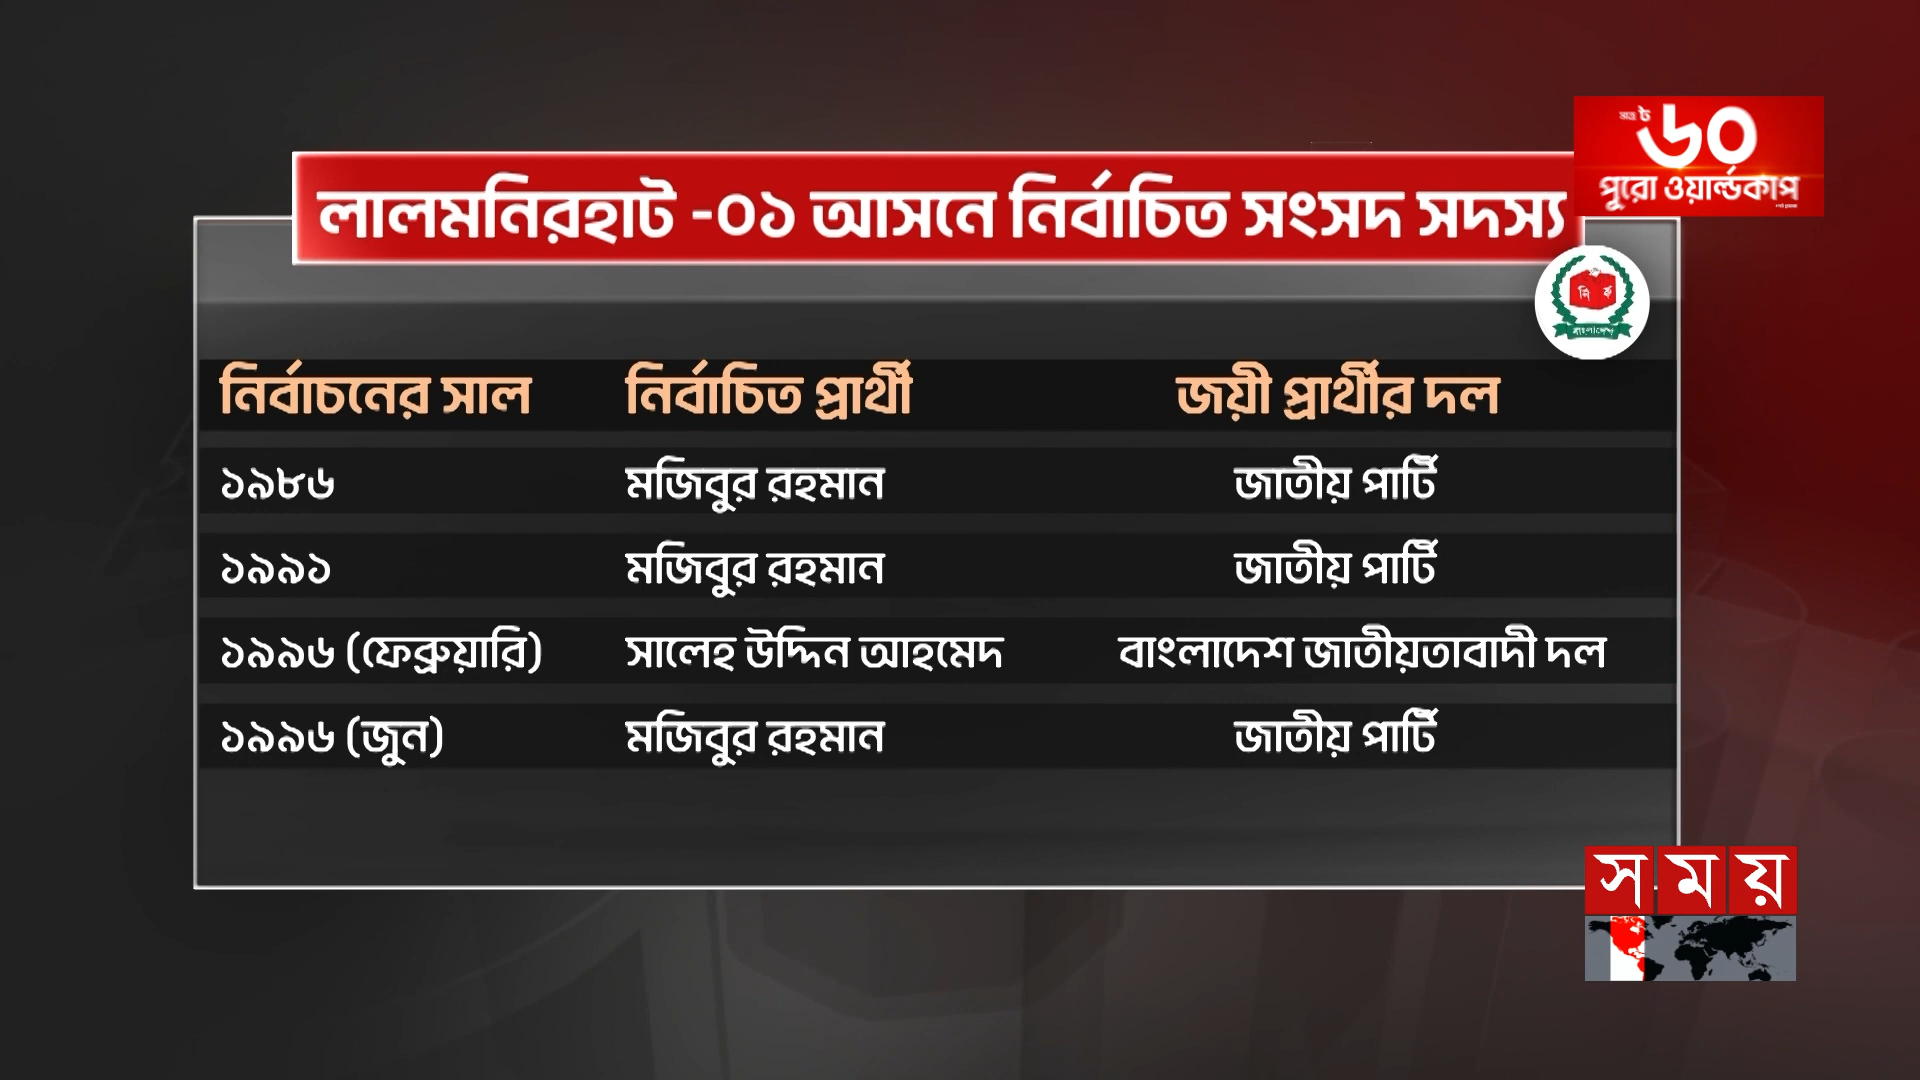 মাত্র ট ৬০
পুরো ওয়ার্ল্ডকাপ
লালমনিরহাট -০১ আসনে নির্বাচিত সংসদ সদস্য
নি ক
বাংলাদেশ
নির্বাচনের সাল নির্বাচিত প্রার্থী জয়ী প্রার্থীর দল
১৯৮৬ মজিবুর রহমান জাতীয় পার্টি
১৯৯১ মজিবুর রহমান জাতীয় পার্টি
১৯৯৬ (ফেব্রুয়ারি) সালেহ উদ্দিন আহমেদ বাংলাদেশ জাতীয়তাবাদী দল
১৯৯৬ (জুন) মজিবুর রহমান জাতীয় পার্টি
সময়